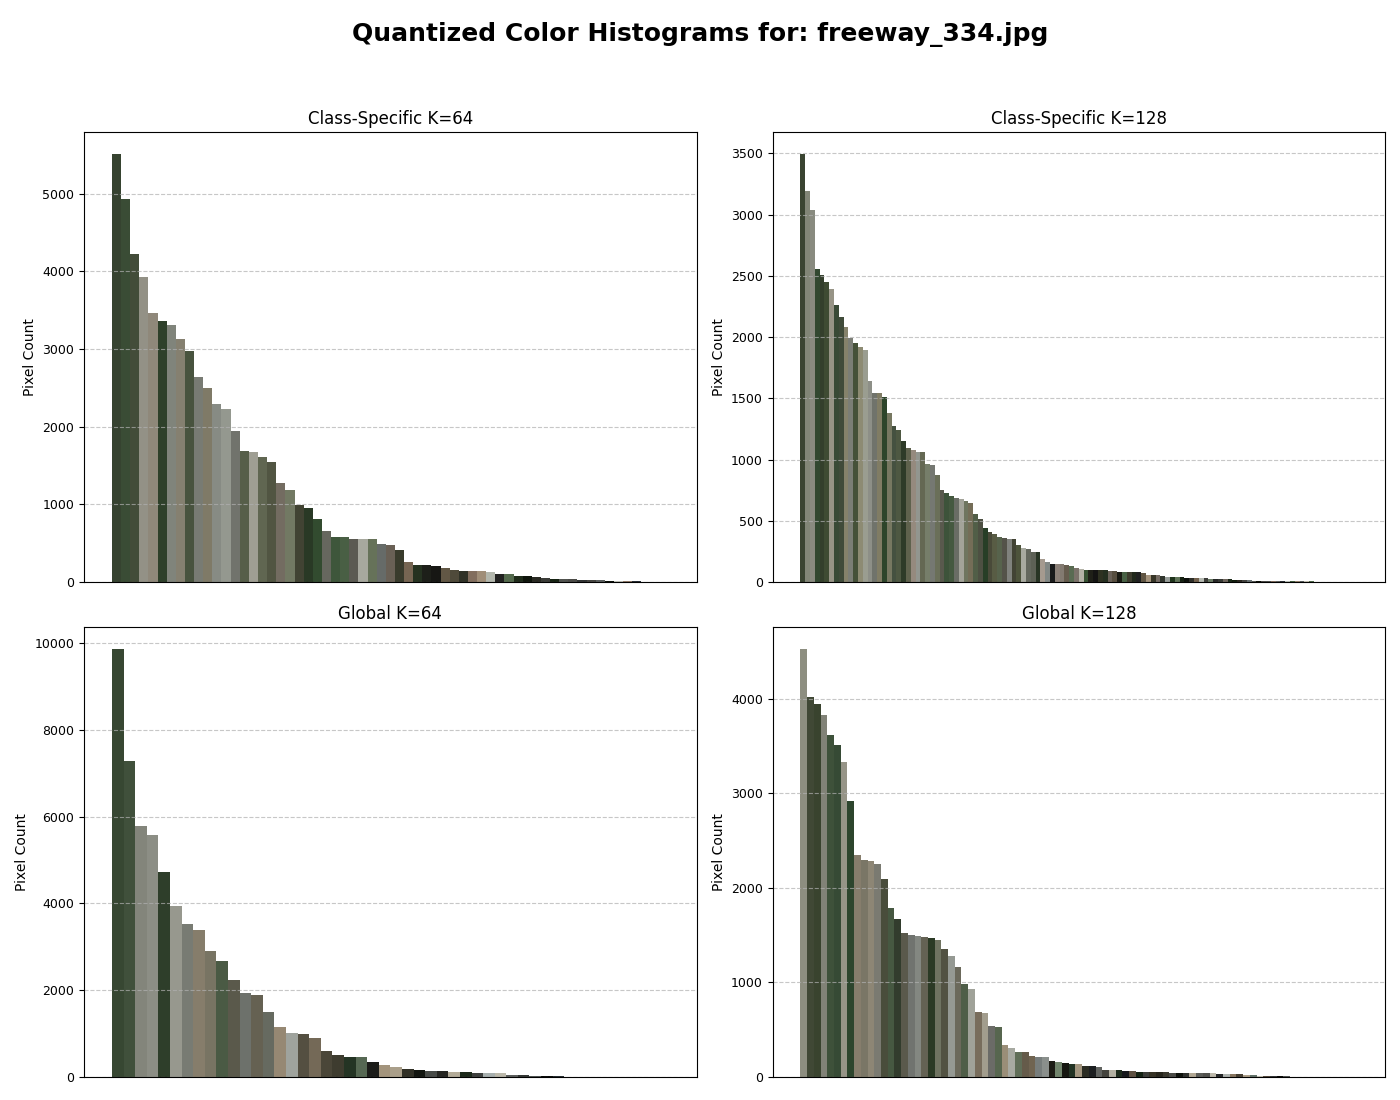 Quantized Color Histograms for: freeway_334.jpg
Class-Specific K=64
Pixel Count
5000
4000
3000
2000
1000
0
Class-Specific K=128
Pixel Count
3500
3000
2500
2000
1500
1000
500
0
Global K=64
Pixel Count
10000
8000
6000
4000
2000
0
Global K=128
Pixel Count
4000
3000
2000
1000
0